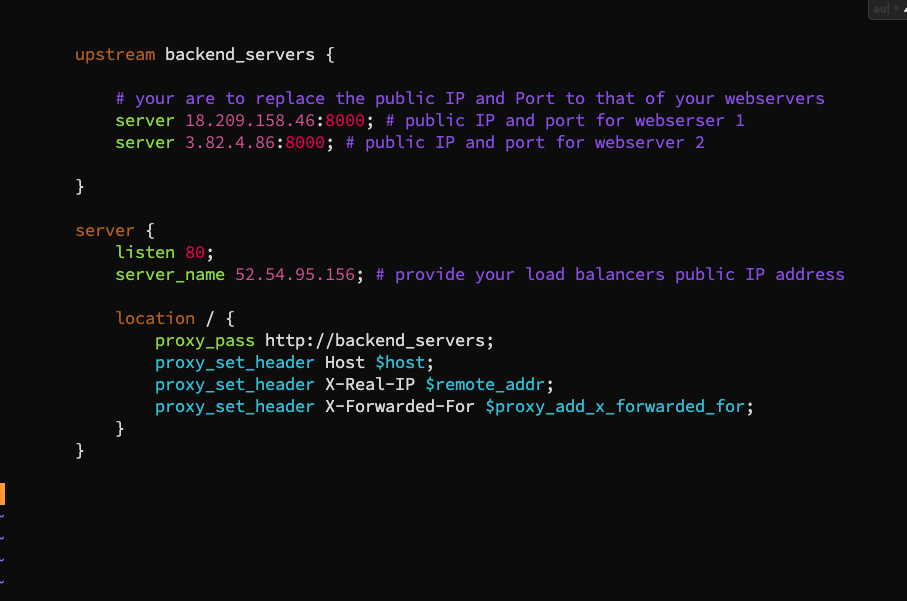 au
upstream backend_servers {
# your are to replace the public IP and Port to that of your webservers
server 18.209.158.46:8000; # public IP and port for webserser 1
server 3.82.4.86:8000; # public IP and port for webserver 2
}
server {
listen 80;
server_name 52.54.95.156; # provide your load balancers public IP address
location / {
proxy_pass http://backend_servers;
proxy_set_header Host $host;
proxy_set_header X-Real-IP $remote_addr;
proxy_set_header X-Forwarded-For $proxy_add_x_forwarded_for;
}
}
~
~
~
~